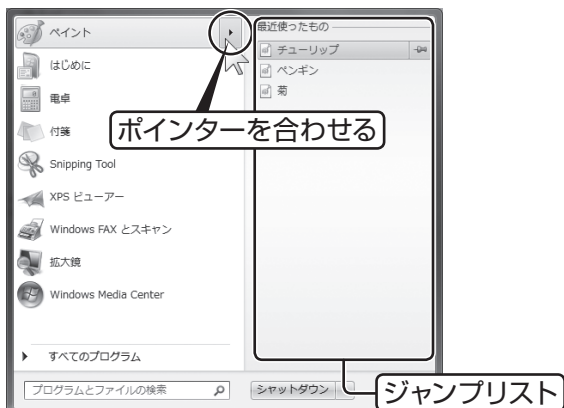 ペイント
はじめに
電卓
付箋
Snipping Tool
XPS ビューアー
Windows FAX とスキャン
拡大鏡
Windows Media Center
すべてのプログラム
プログラムとファイルの検索
最近使ったもの
チューリップ
ペンギン
菊
シャットダウン
ポインターを合わせる
ジャンプリスト